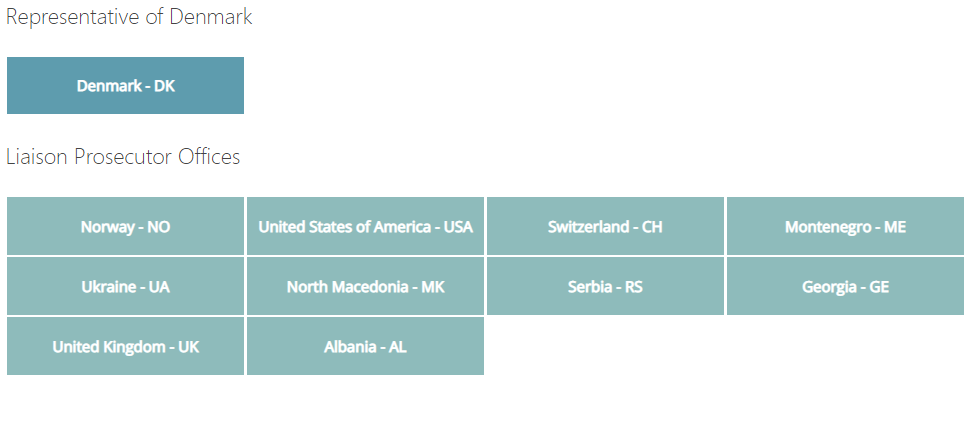 Representative of Denmark
Denmark - DK
Liaison Prosecutor Offices
Norway - NO
United States of America - USA
Switzerland - CH
Montenegro - ME
Ukraine - UA
North Macedonia - MK
Serbia - RS
Georgia - GE
United Kingdom - UK
Albania - AL